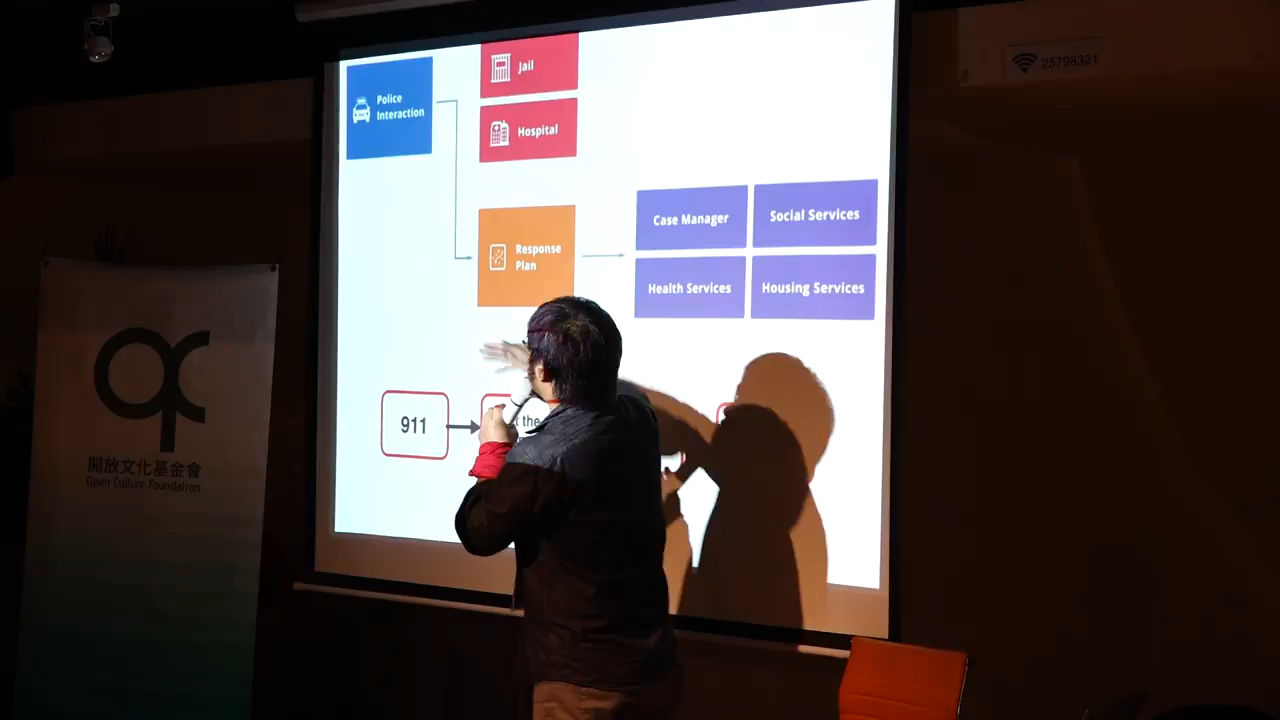 Police
Interaction
Jail
Hospital
Response
Plan
Case Manager
Social Services
Health Services
Housing Services
911
the
25798321
開放文化基金會
Open Culture Foundation